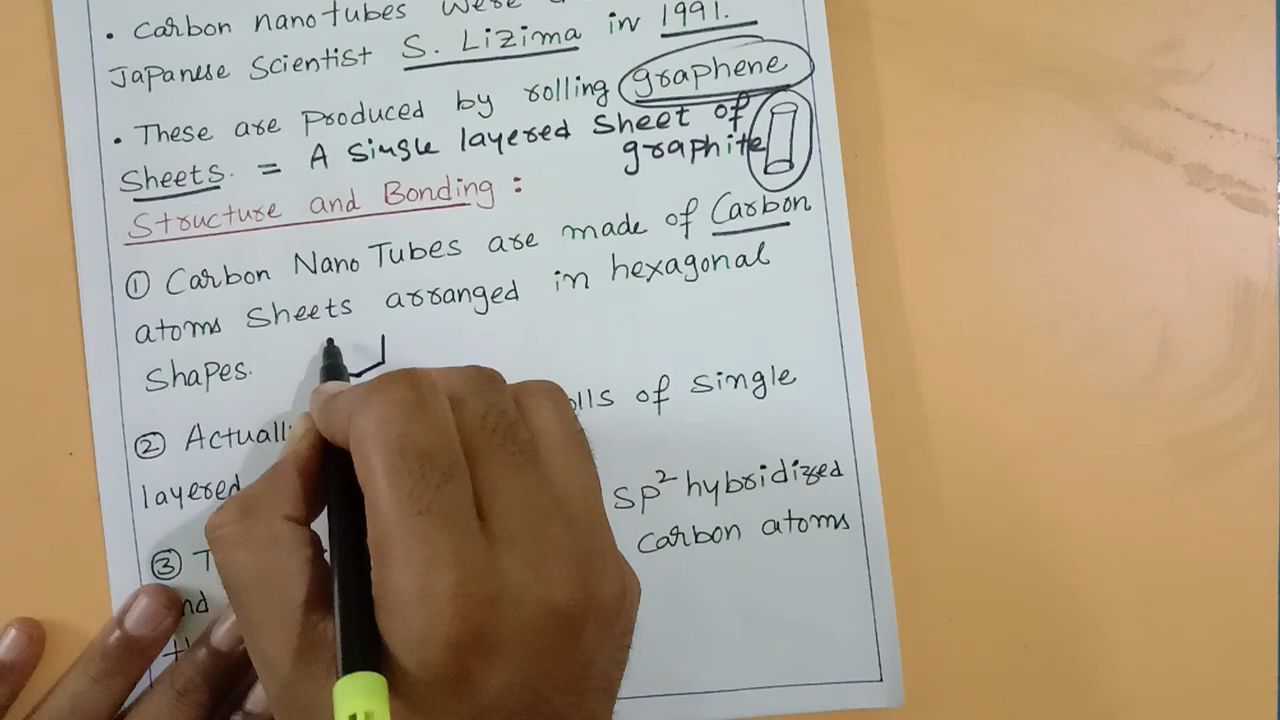 • Carbon nanotubes were
Japanese Scientist S. Lizima in 1991.
• These are produced by rolling graphene
Sheets. = A Single layered Sheet of
graphite
Structure and Bonding :
① Carbon Nano Tubes are made of Carbon
atoms Sheets arranged in hexagonal
Shapes.
② of Single
layered sp² hybridized
③ carbon atoms